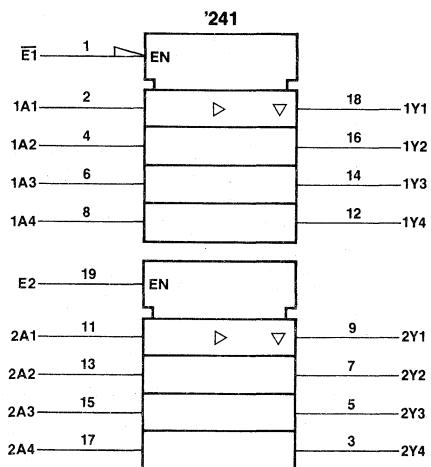 '241
E1 1 EN
1A1 2 18 1Y1
1A2 4 16 1Y2
1A3 6 14 1Y3
1A4 8 12 1Y4
E2 19 EN
2A1 11 9 2Y1
2A2 13 7 2Y2
2A3 15 5 2Y3
2A4 17 3 2Y4